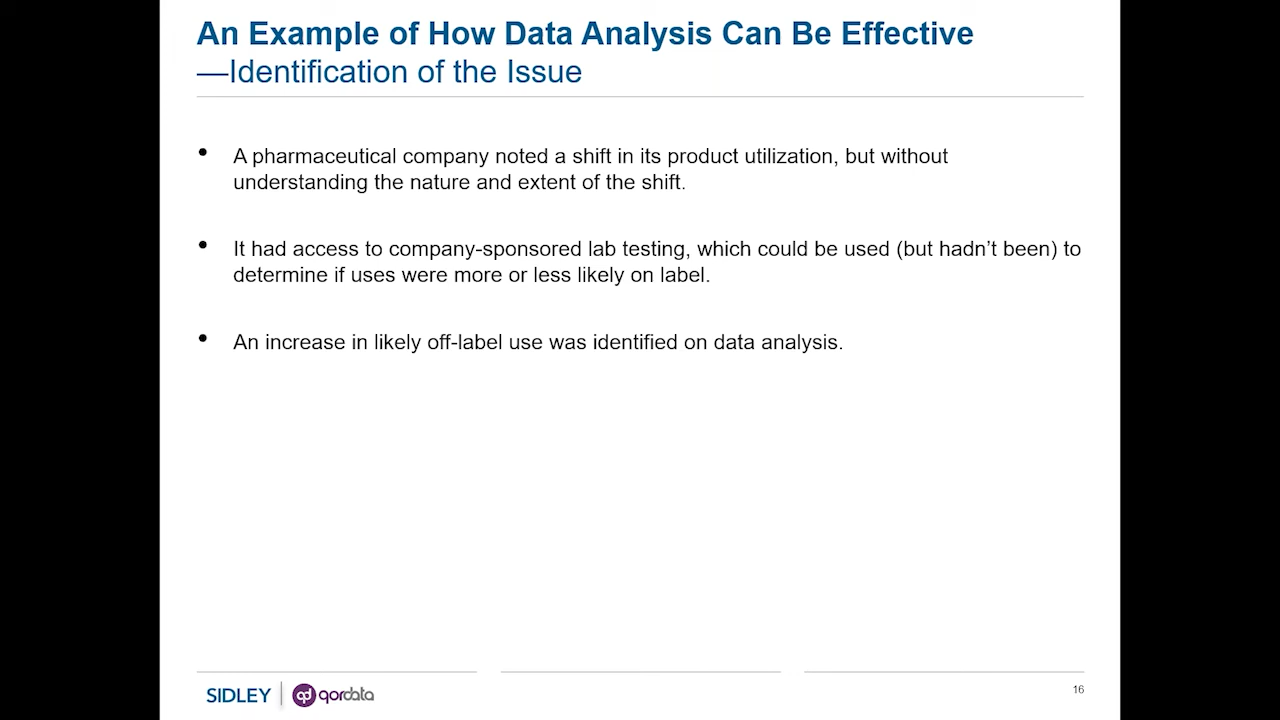 An Example of How Data Analysis Can Be Effective
—Identification of the Issue
• A pharmaceutical company noted a shift in its product utilization, but without
understanding the nature and extent of the shift.
• It had access to company-sponsored lab testing, which could be used (but hadn’t been) to
determine if uses were more or less likely on label.
• An increase in likely off-label use was identified on data analysis.
SIDLEY qd qordata
16